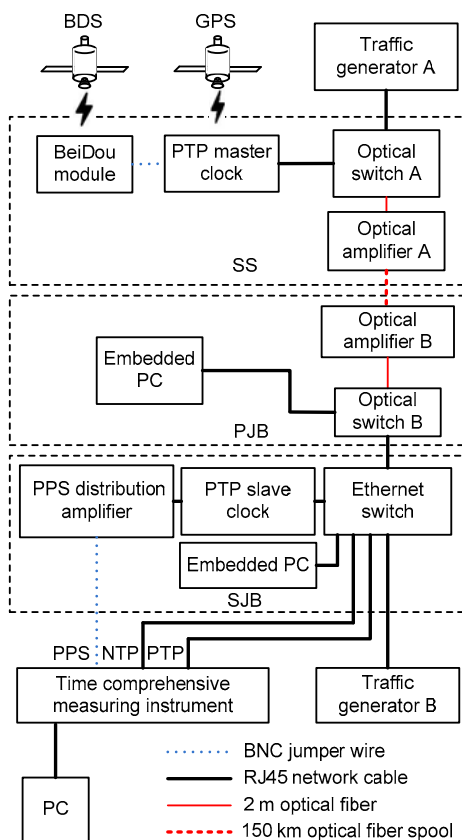 BDS
GPS
Traffic
generator A
BeiDou
module
PTP master
clock
Optical
switch A
Optical
amplifier A
SS
Optical
amplifier B
Embedded
PC
Optical
switch B
PJB
PPS distribution
amplifier
PTP slave
clock
Ethernet
switch
Embedded PC
SJB
PPS NTP PTP
Time comprehensive
measuring instrument
Traffic
generator B
PC
BNC jumper wire
RJ45 network cable
2 m optical fiber
150 km optical fiber spool